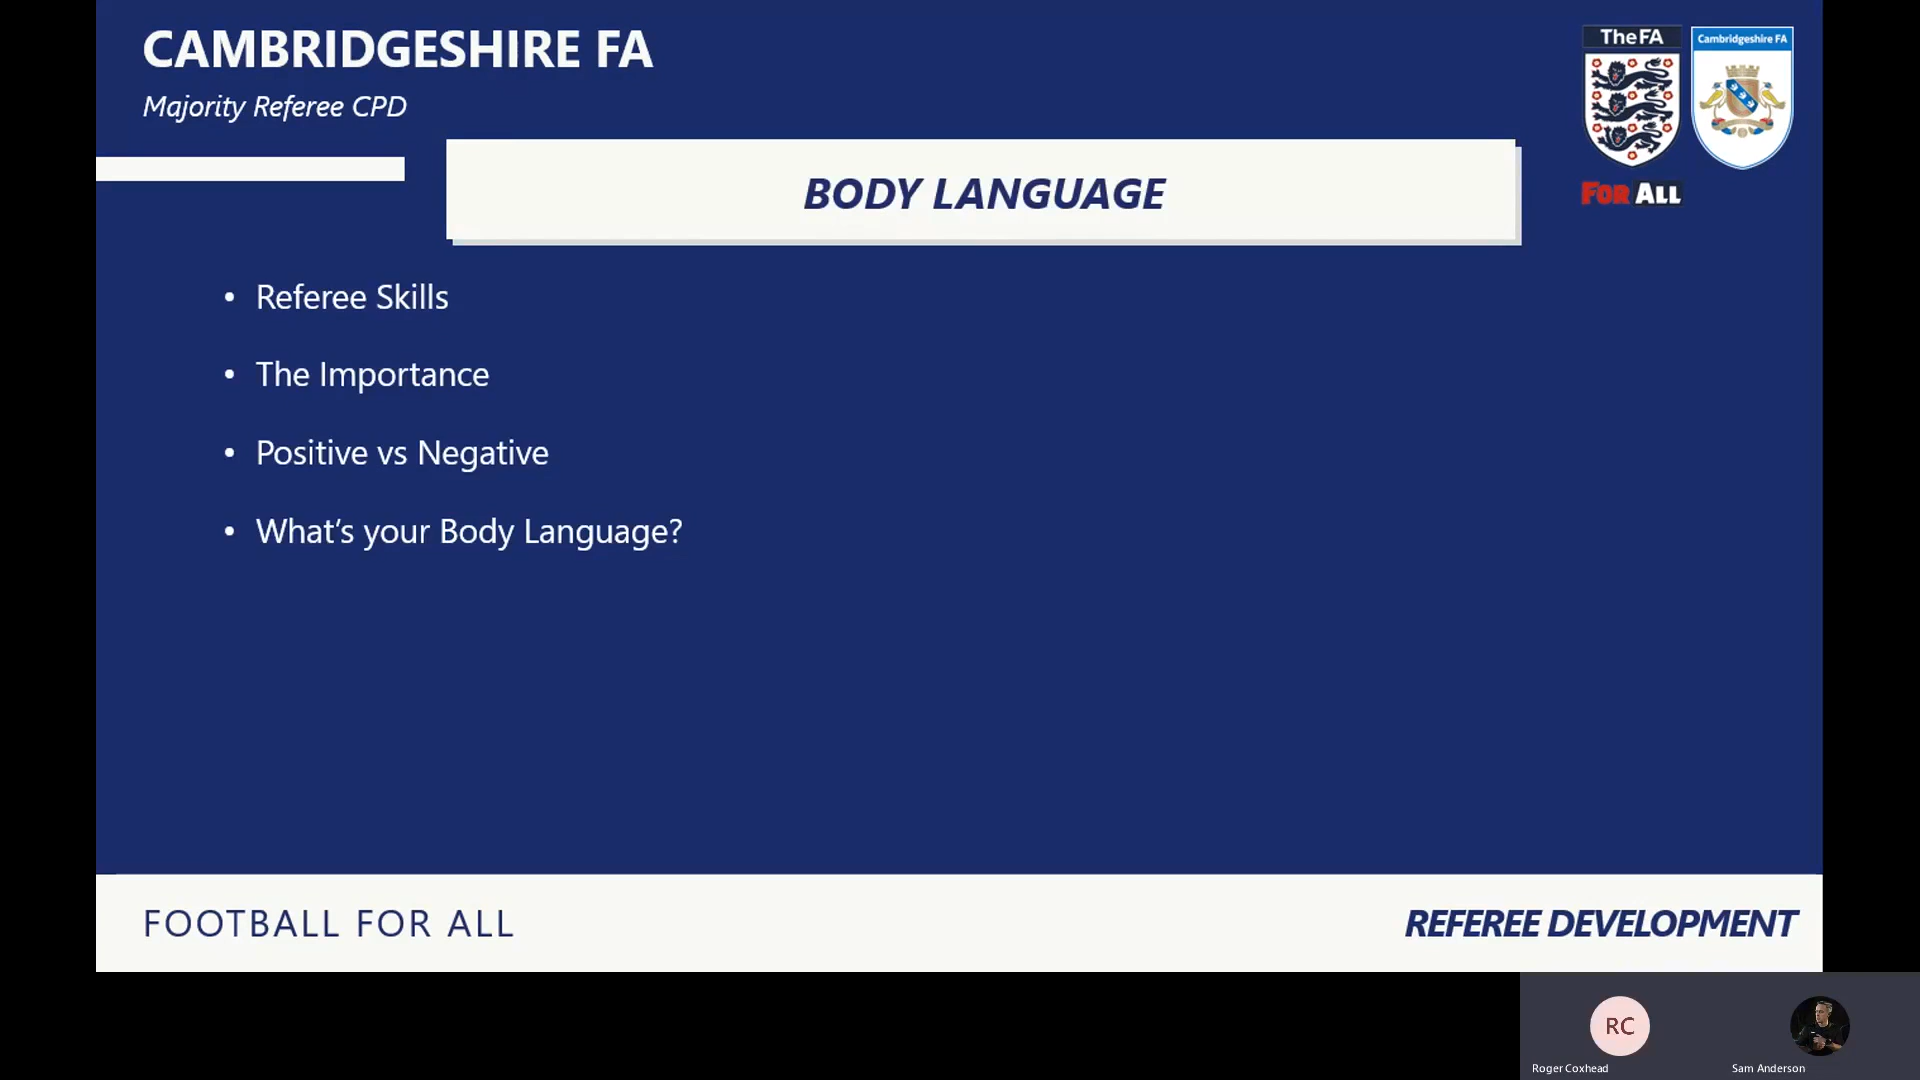 CAMBRIDGESHIRE FA
Majority Referee CPD
TheFA
Cambridgeshire FA
FOR ALL
BODY LANGUAGE
• Referee Skills
• The Importance
• Positive vs Negative
• What's your Body Language?
FOOTBALL FOR ALL
REFEREE DEVELOPMENT
RC
Roger Coxhead
Sam Anderson